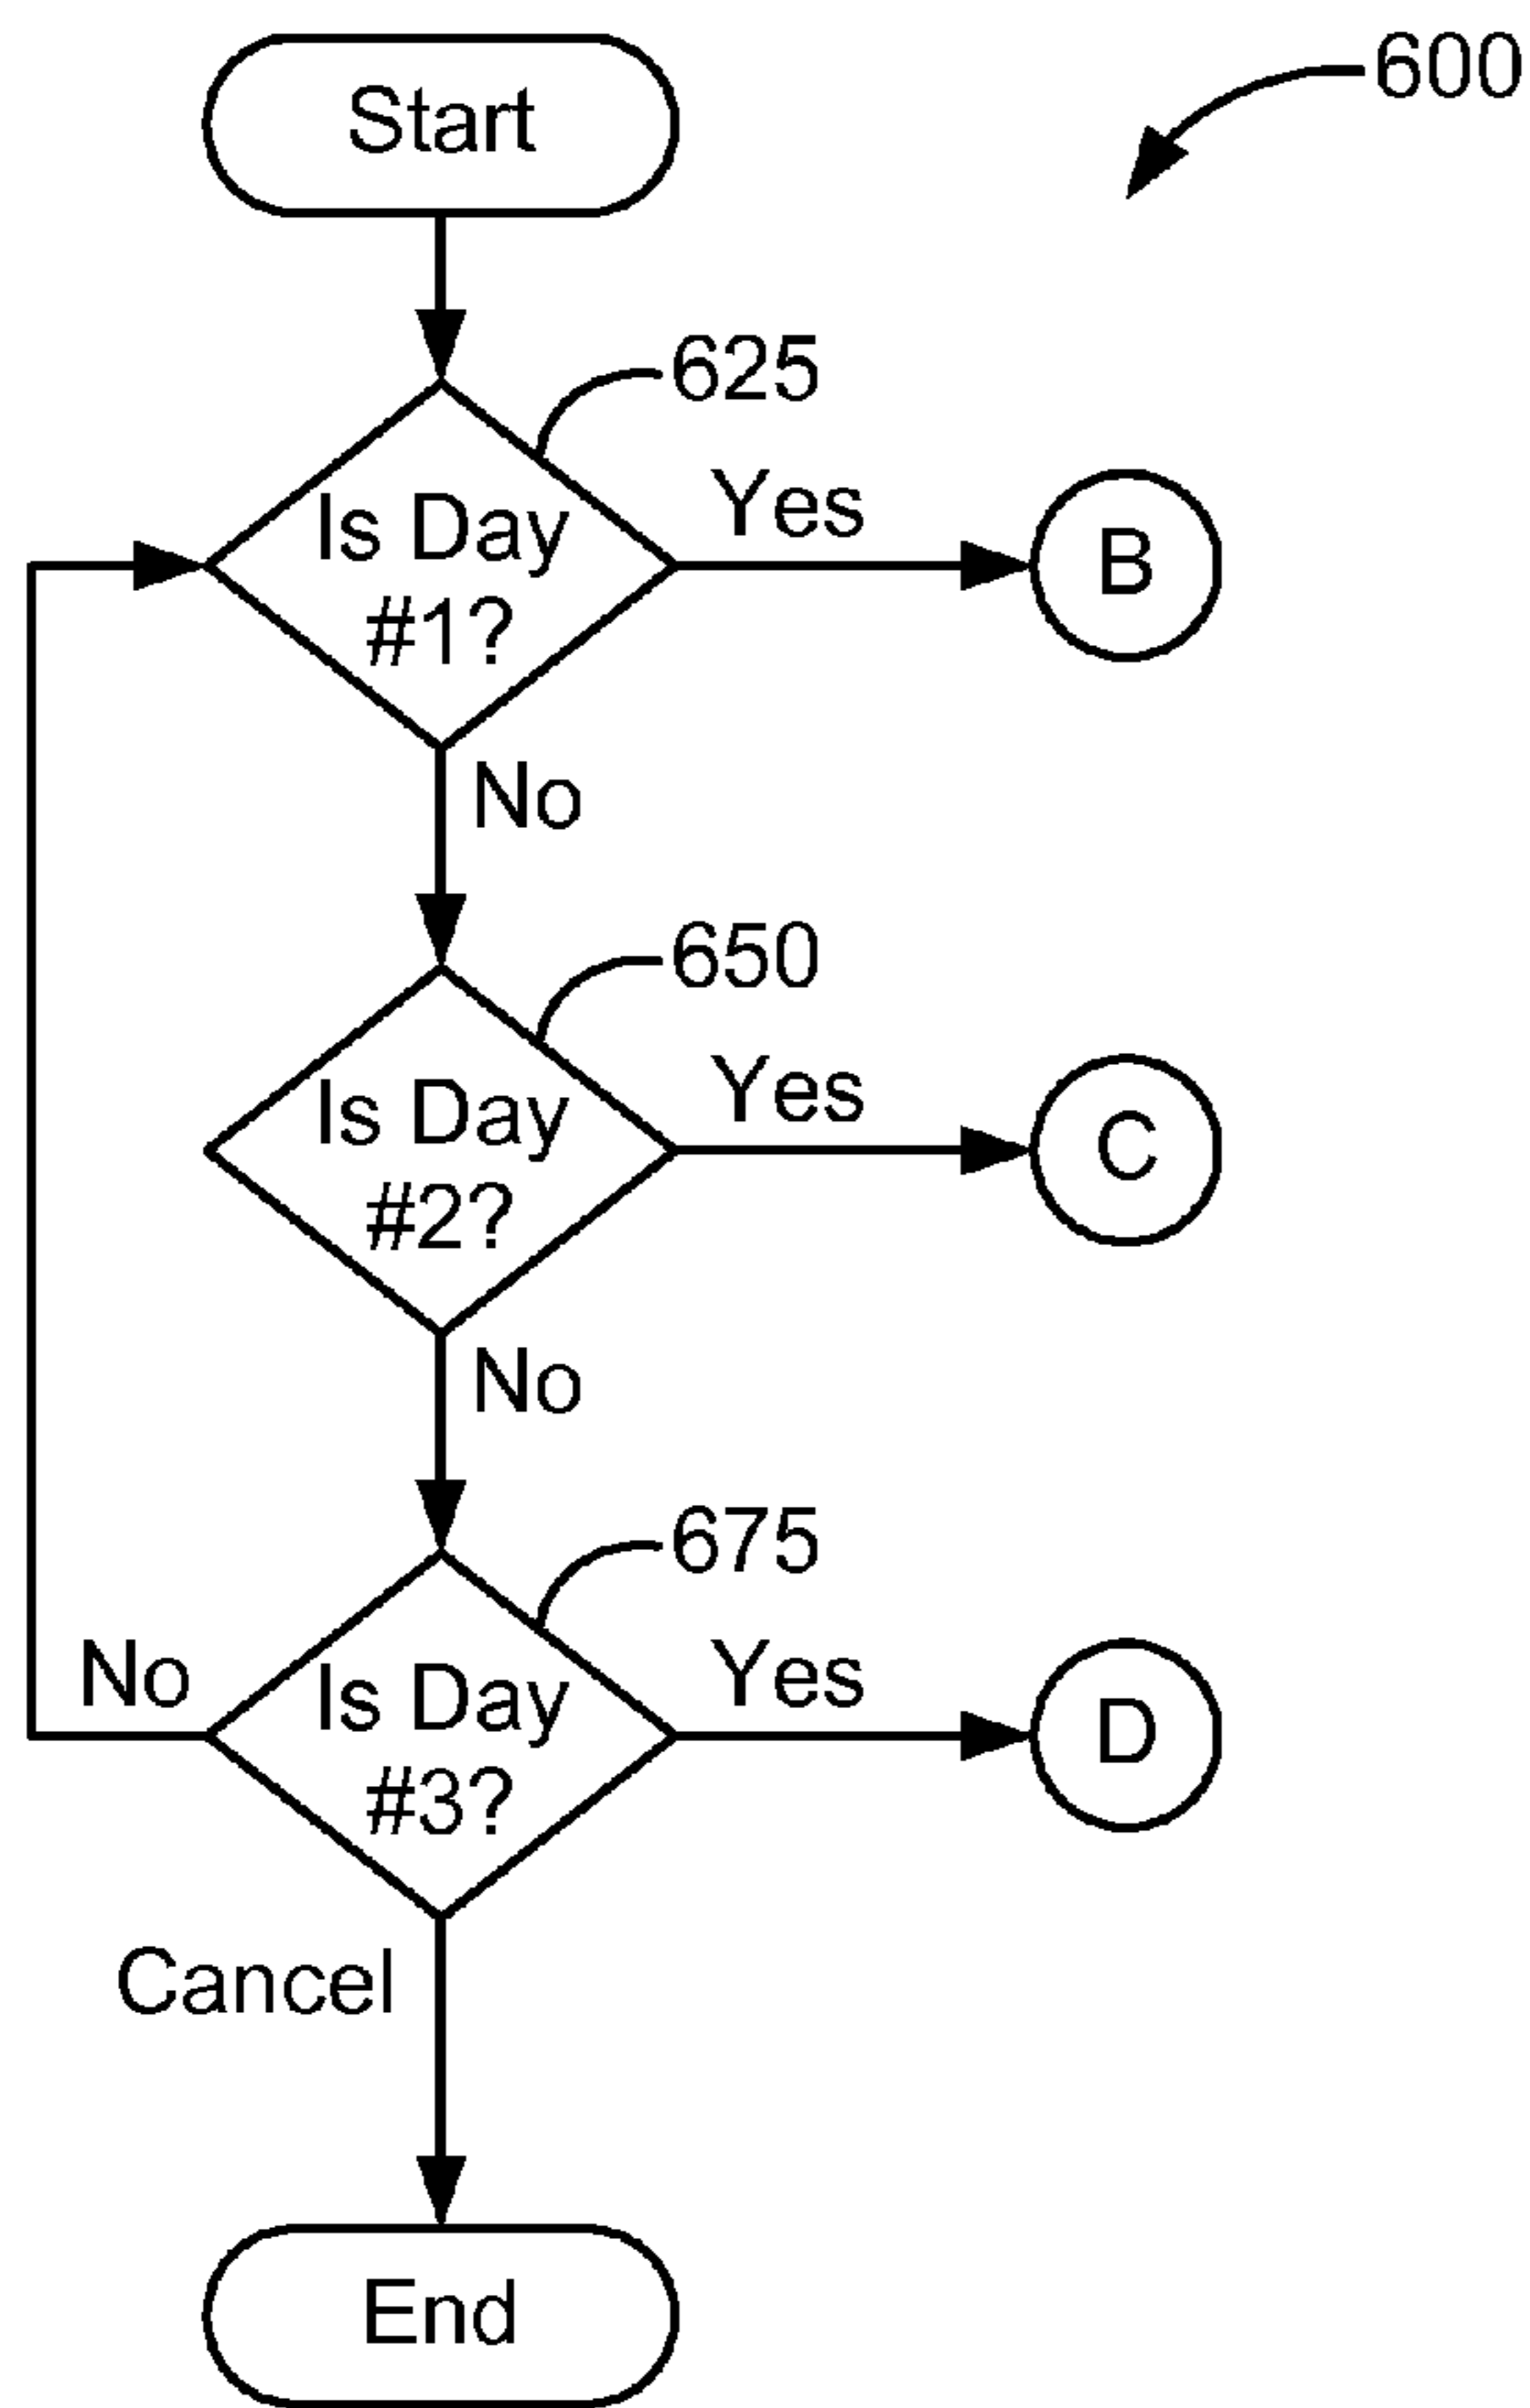 Start
600
625
Is Day
#1?
Yes
B
No
650
Is Day
#2?
Yes
C
No
675
No
Is Day
#3?
Yes
D
Cancel
End